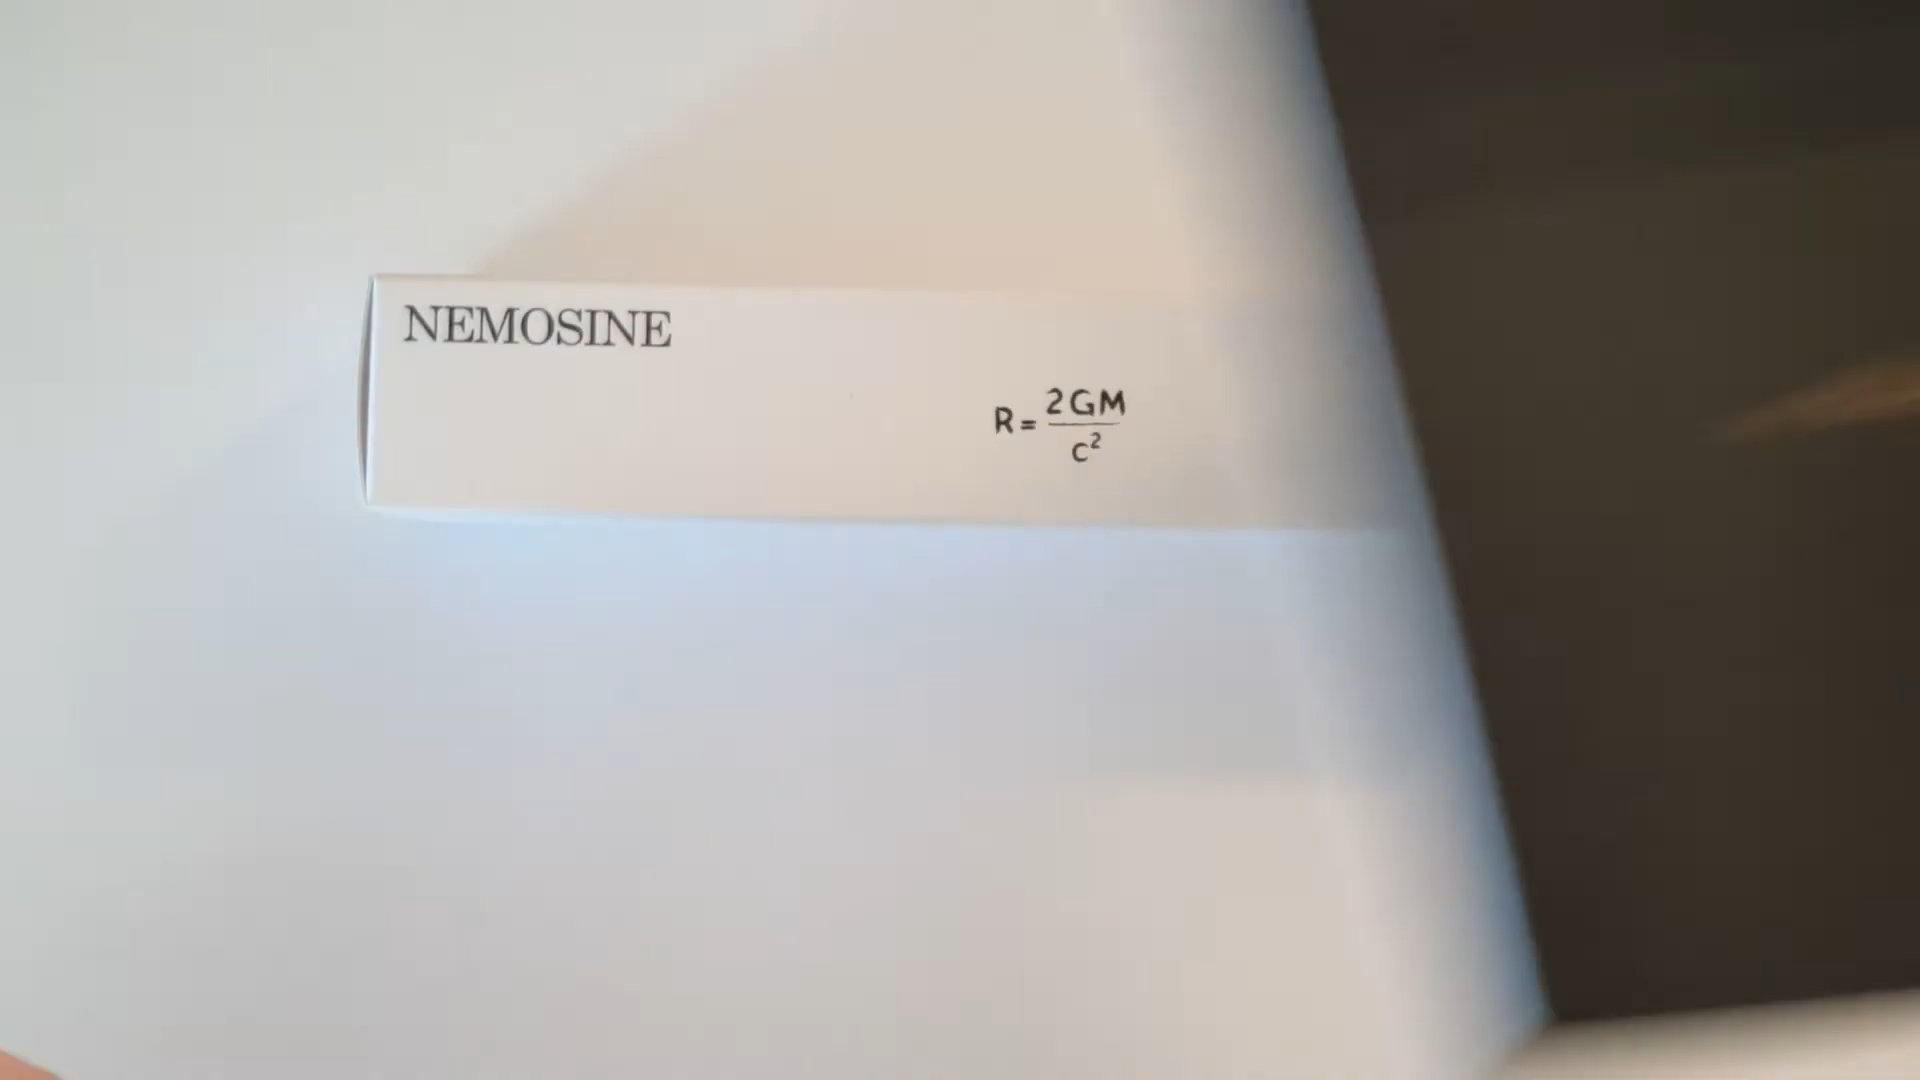 NEMOSINE
R = 2GM
c²